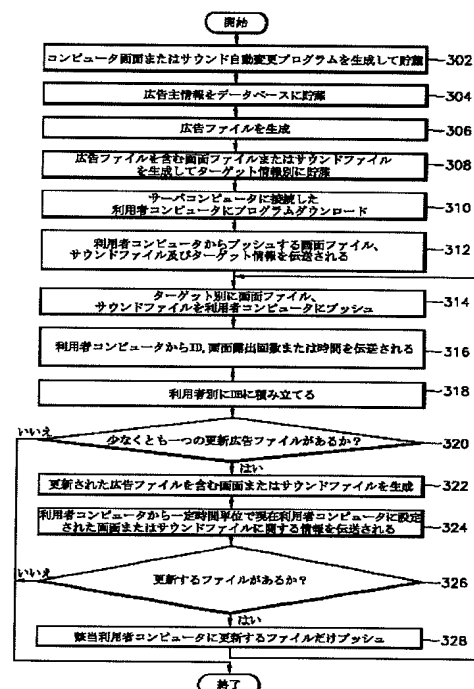 開始
コンピュータ画面またはサウンド自動変更プログラムを生成して貯蔵
302
広告主情報をデータベースに貯蔵
304
広告ファイルを生成
306
広告ファイルを含む画面ファイルまたはサウンドファイル
を生成してターゲット情報別に貯蔵
308
サーバコンピュータに接続した
利用者コンピュータにプログラムダウンロード
310
利用者コンピュータからプッシュする画面ファイル、
サウンドファイル及びターゲット情報を伝送される
312
ターゲット別に画面ファイル、
サウンドファイルを利用者コンピュータにプッシュ
314
利用者コンピュータからID,画面露出回数または時間を伝送される
316
利用者別にDBに積み立てる
318
いいえ
少なくとも一つの更新広告ファイルがあるか?
320
はい
更新された広告ファイルを含む画面またはサウンドファイルを生成
322
利用者コンピュータから一定時間単位で現在利用者コンピュータに設定
された画面またはサウンドファイルに関する情報を伝送される
324
いいえ
更新するファイルがあるか?
326
はい
該当利用者コンピュータに更新するファイルだけプッシュ
328
終了